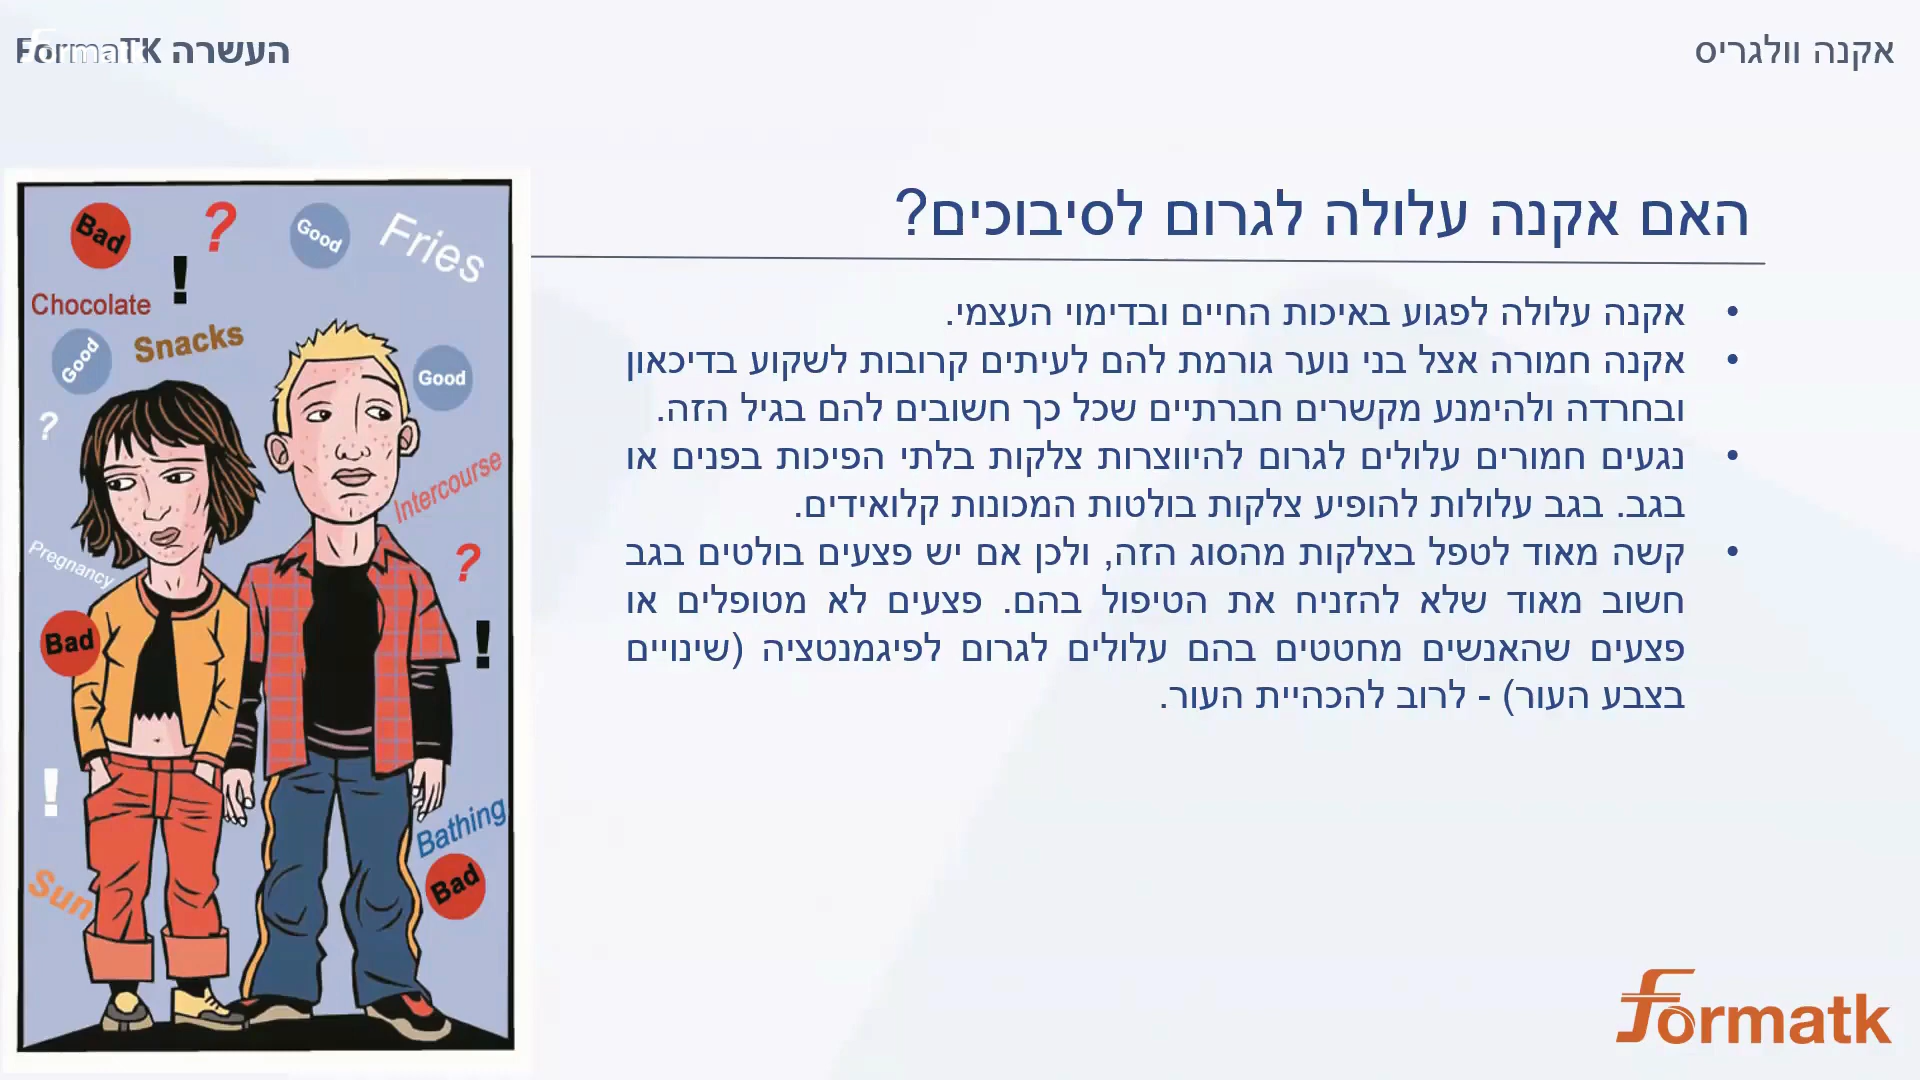 אקנה וולגריס
העשרה FormaTK
האם אקנה עלולה לגרום לסיבוכים?
• אקנה עלולה לפגוע באיכות החיים ובדימוי העצמי.
• אקנה חמורה אצל בני נוער גורמת להם לעיתים קרובות לשקוע בדיכאון
ובחרדה ולהימנע מקשרים חברתיים שכל כך חשובים להם בגיל הזה.
• נגעים חמורים עלולים לגרום להיווצרות צלקות בלתי הפיכות בפנים או
בגב. בגב עלולות להופיע צלקות בולטות המכונות קלואידים.
• קשה מאוד לטפל בצלקות מהסוג הזה, ולכן אם יש פצעים בולטים בגב
חשוב מאוד שלא להזניח את הטיפול בהם. פצעים לא מטופלים או
פצעים שהאנשים מחטטים בהם עלולים לגרום לפיגמנטציה (שינויים
בצבע העור) - לרוב להכהיית העור.
Bad
?
Good
Fries
!
Chocolate
Snacks
Good
Good
?
Intercourse
Pregnancy
?
Bad
!
!
Bathing
Sun
Bad
formatk
formatk